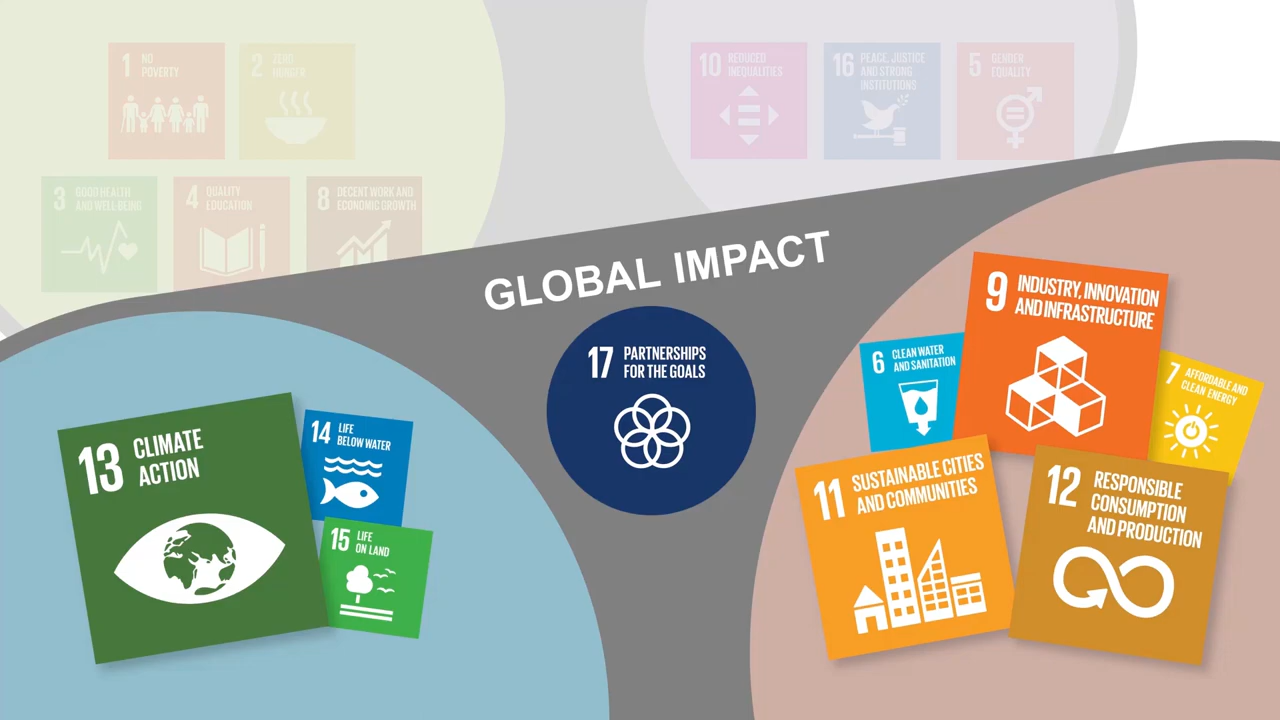 1 NO
POVERTY
2 ZERO
HUNGER
10 REDUCED
INEQUALITIES
16 PEACE, JUSTICE
AND STRONG
INSTITUTIONS
5 GENDER
EQUALITY
3 GOOD HEALTH
AND WELL-BEING
4 QUALITY
EDUCATION
8 DECENT WORK AND
ECONOMIC GROWTH
GLOBAL IMPACT
17 PARTNERSHIPS
FOR THE GOALS
13 CLIMATE
ACTION
14 LIFE
BELOW WATER
15 LIFE
ON LAND
9 INDUSTRY, INNOVATION
AND INFRASTRUCTURE
6 CLEAN WATER
AND SANITATION
7 AFFORDABLE AND
CLEAN ENERGY
11 SUSTAINABLE CITIES
AND COMMUNITIES
12 RESPONSIBLE
CONSUMPTION
AND PRODUCTION